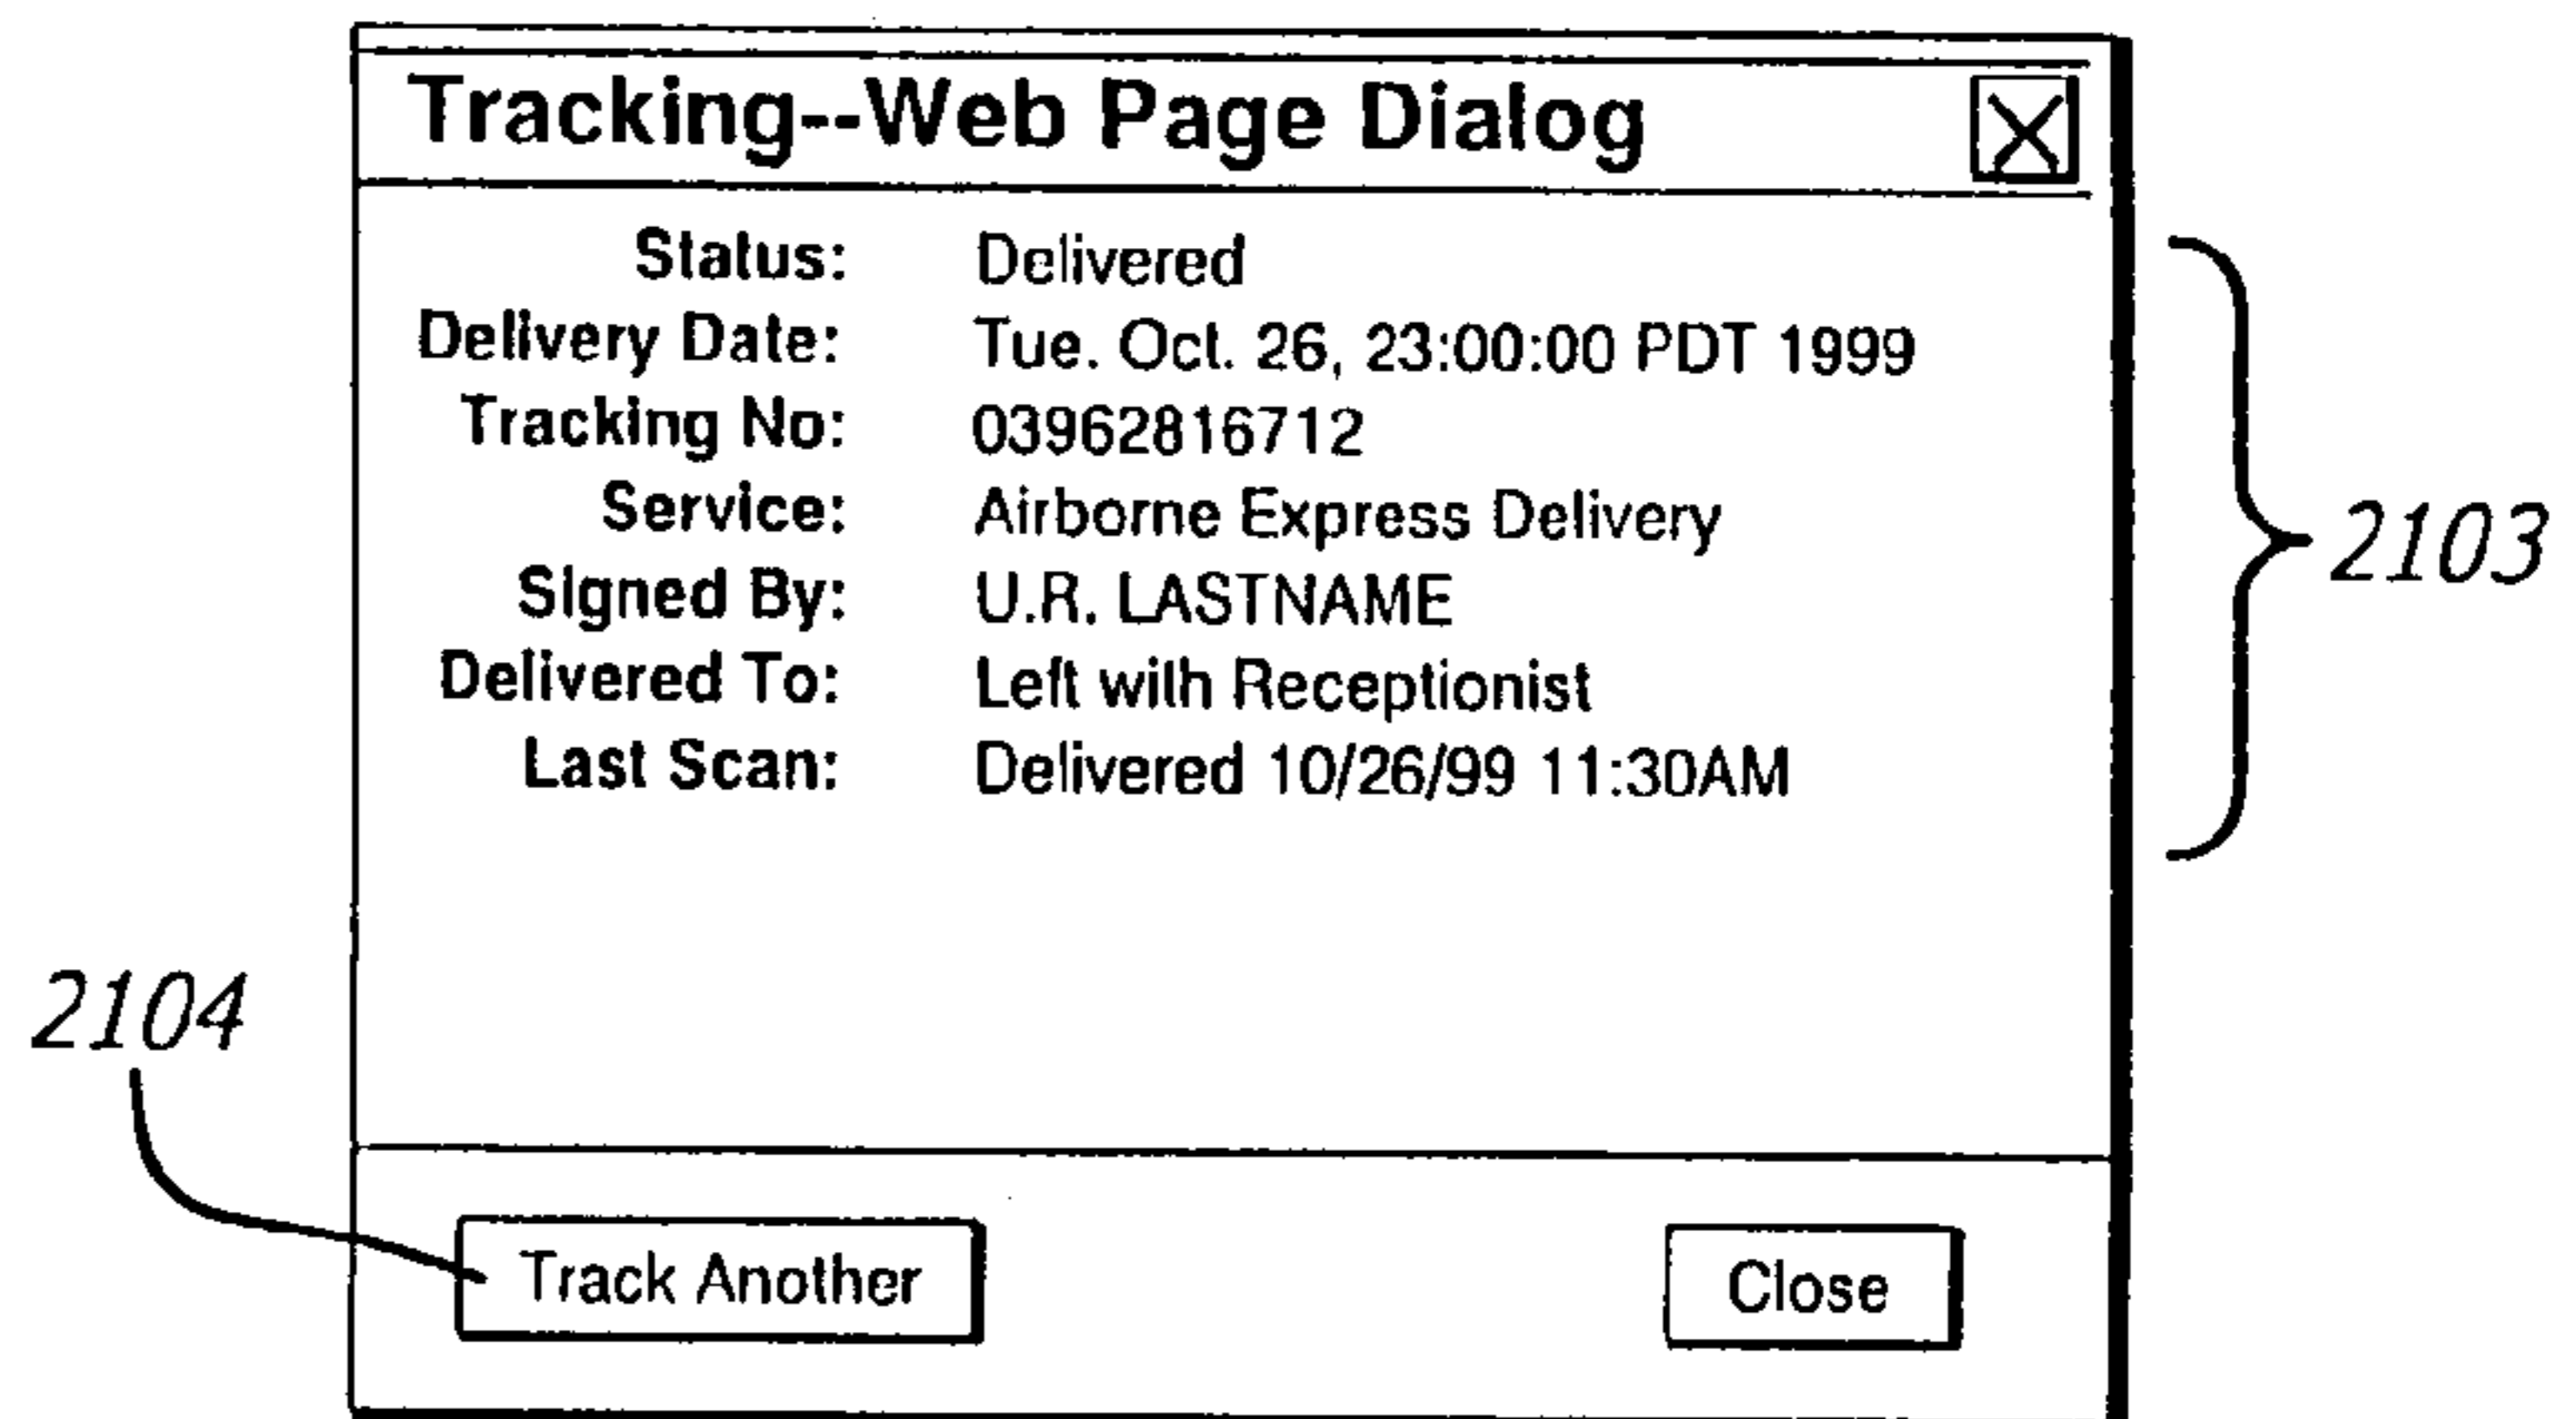 Tracking--Web Page Dialog
Status: Delivered
Delivery Date: Tue. Oct. 26, 23:00:00 PDT 1999
Tracking No: 03962816712
Service: Airborne Express Delivery
Signed By: U.R. LASTNAME
Delivered To: Left with Receptionist
Last Scan: Delivered 10/26/99 11:30AM
2103
2104
Track Another Close